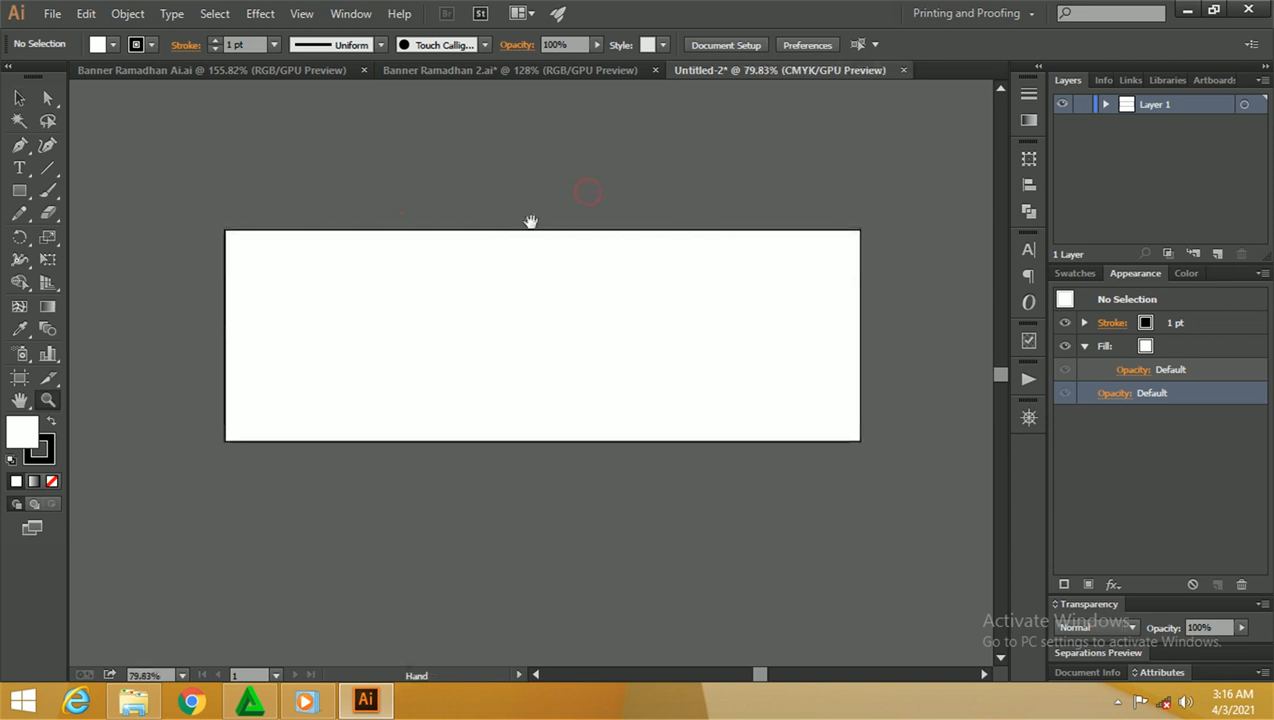 Ai File Edit Object Type Select Effect View Window Help Br St Printing and Proofing
No Selection Stroke: 1 pt Uniform Touch Callig... Opacity: 100% Style: Document Setup Preferences
Banner Ramadhan Ai.ai @ 155.82% (RGB/GPU Preview) × Banner Ramadhan 2.ai* @ 128% (RGB/GPU Preview) × Untitled-2* @ 79.83% (CMYK/GPU Preview) ×
Layers Info Links Libraries Artboards
Layer 1
1 Layer
Swatches Appearance Color
No Selection
Stroke: 1 pt
Fill:
Opacity: Default
Opacity: Default
Transparency
Normal Opacity: 100%
Separations Preview
Document Info Attributes
Activate Windows
Go to PC settings to activate Windows.
79.83% 1 Hand
Ai
3:16 AM
4/3/2021